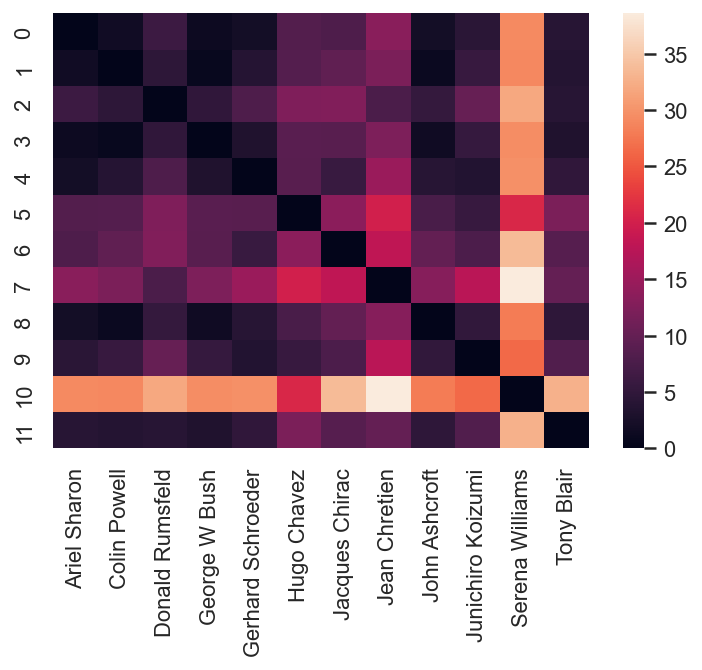 0
1
2
3
4
5
6
7
8
9
10
11
Ariel Sharon
Colin Powell
Donald Rumsfeld
George W Bush
Gerhard Schroeder
Hugo Chavez
Jacques Chirac
Jean Chretien
John Ashcroft
Junichiro Koizumi
Serena Williams
Tony Blair
35
30
25
20
15
10
5
0